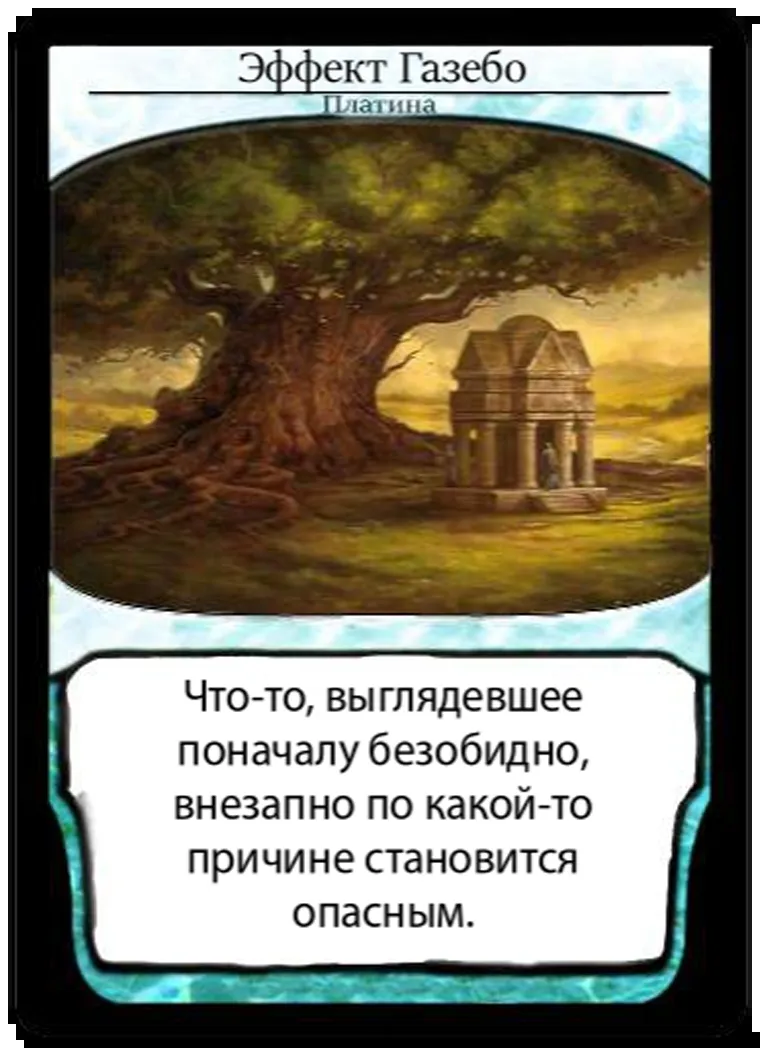 Эффект Газебо
Платина
Что-то, выглядевшее
поначалу безобидно,
внезапно по какой-то
причине становится
опасным.